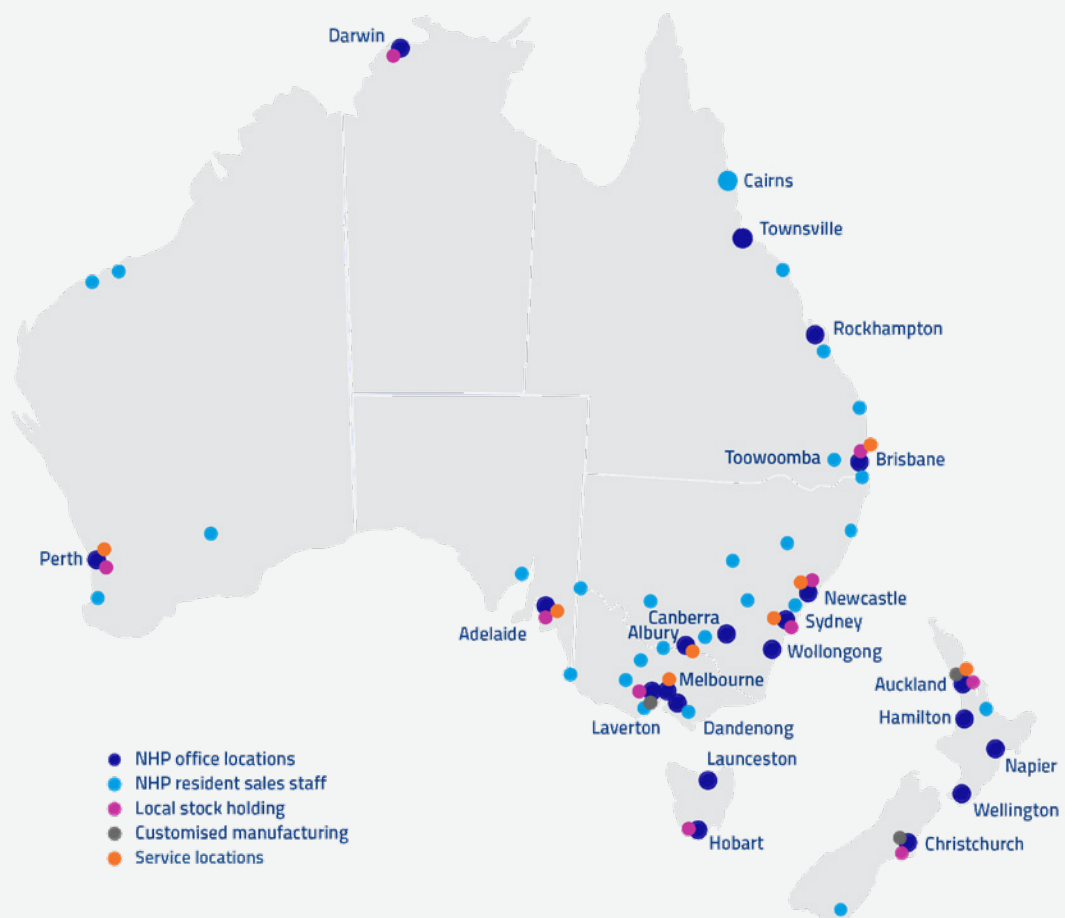 Darwin
Cairns
Townsville
Rockhampton
Toowoomba
Brisbane
Perth
Newcastle
Canberra
Sydney
Adelaide
Albury
Wollongong
Melbourne
Auckland
Laverton
Dandenong
Hamilton
NHP office locations
Launceston
NHP resident sales staff
Napier
Local stock holding
Wellington
Customised manufacturing
Hobart
Christchurch
Service locations